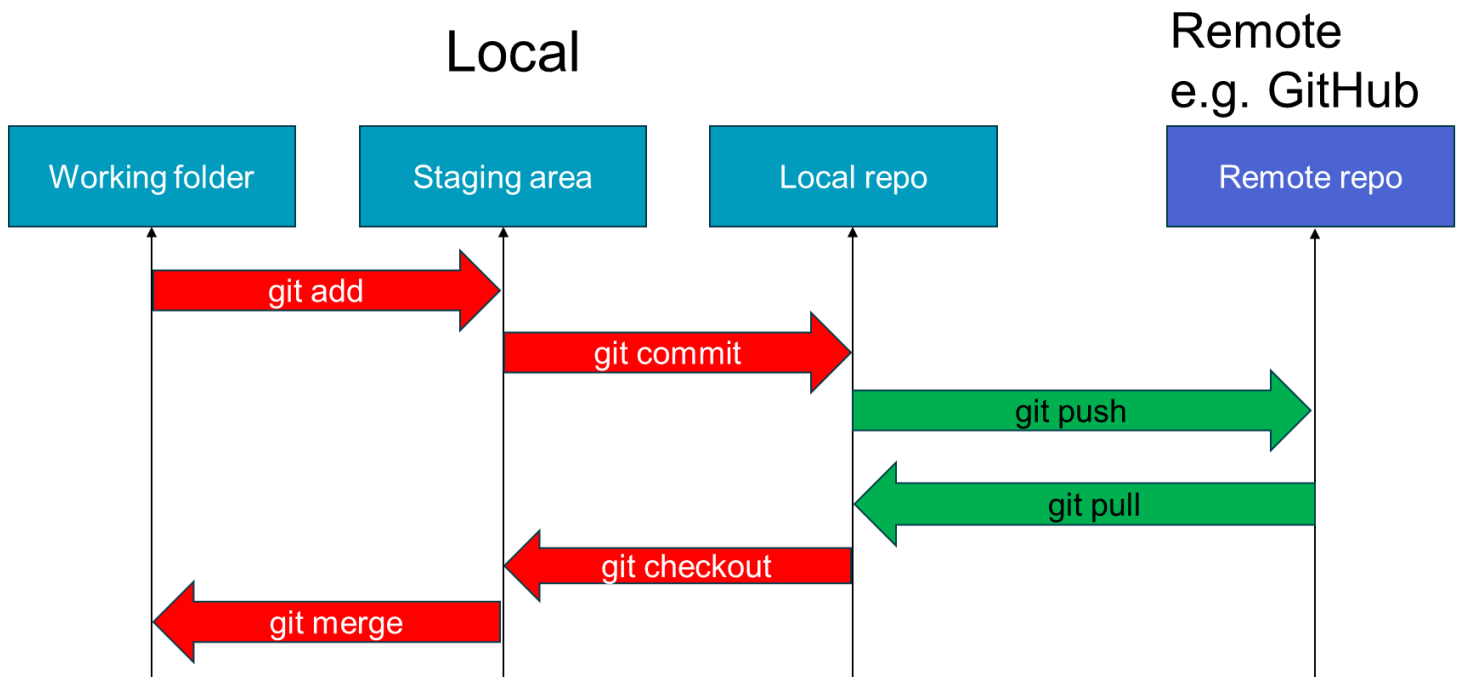 Local
Remote
e.g. GitHub
Working folder
Staging area
Local repo
Remote repo
git add
git commit
git push
git pull
git checkout
git merge